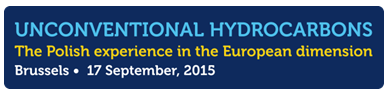 UNCONVENTIONAL HYDROCARBONS
The Polish experience in the European dimension
Brussels • 17 September, 2015